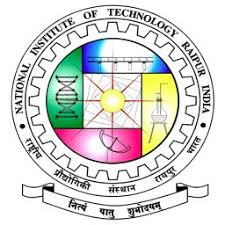 NATIONAL INSTITUTE OF TECHNOLOGY RAIPUR INDIA
राष्ट्रीय प्रौद्योगिकी संस्थान रायपुर भारत
नित्यं यातु शुभोदयम्